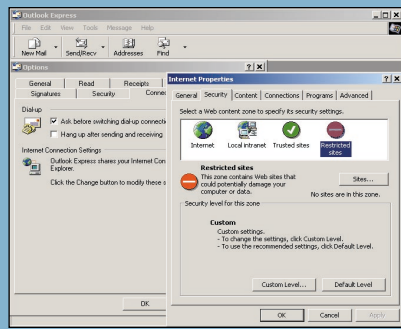 Outlook Express
File Edit View Tools Message Help
New Mail Send/Recv Addresses Find
Options
General Read Receipts
Signatures Security Connec
Dial-up
Ask before switching dial-up connecti
Hang up after sending and receiving
Internet Connection Settings
Outlook Express shares your Internet Con
Explorer.
Click the Change button to modify these s
OK
Internet Properties
General Security Content Connections Programs Advanced
Select a Web content zone to specify its security settings.
Internet Local intranet Trusted sites Restricted
sites
Restricted sites
This zone contains Web sites that
could potentially damage your
computer or data.
Sites...
No sites are in this zone.
Security level for this zone
Custom
Custom settings.
- To change the settings, click Custom Level.
- To use the recommended settings, click Default Level.
Custom Level... Default Level
OK Cancel Apply